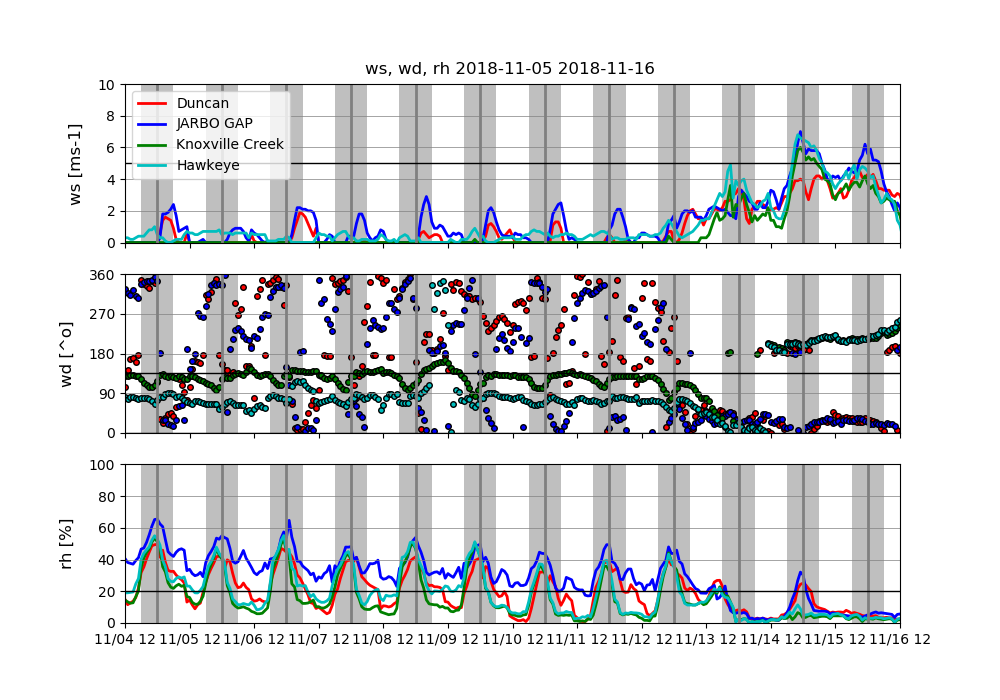 ws, wd, rh 2018-11-05 2018-11-16
10
8
6
4
2
0
ws [ms-1]
Duncan
JARBO GAP
Knoxville Creek
Hawkeye
360
270
180
90
0
wd [^o]
100
80
60
40
20
0
rh [%]
11/04 12 11/05 12 11/06 12 11/07 12 11/08 12 11/09 12 11/10 12 11/11 12 11/12 12 11/13 12 11/14 12 11/15 12 11/16 12